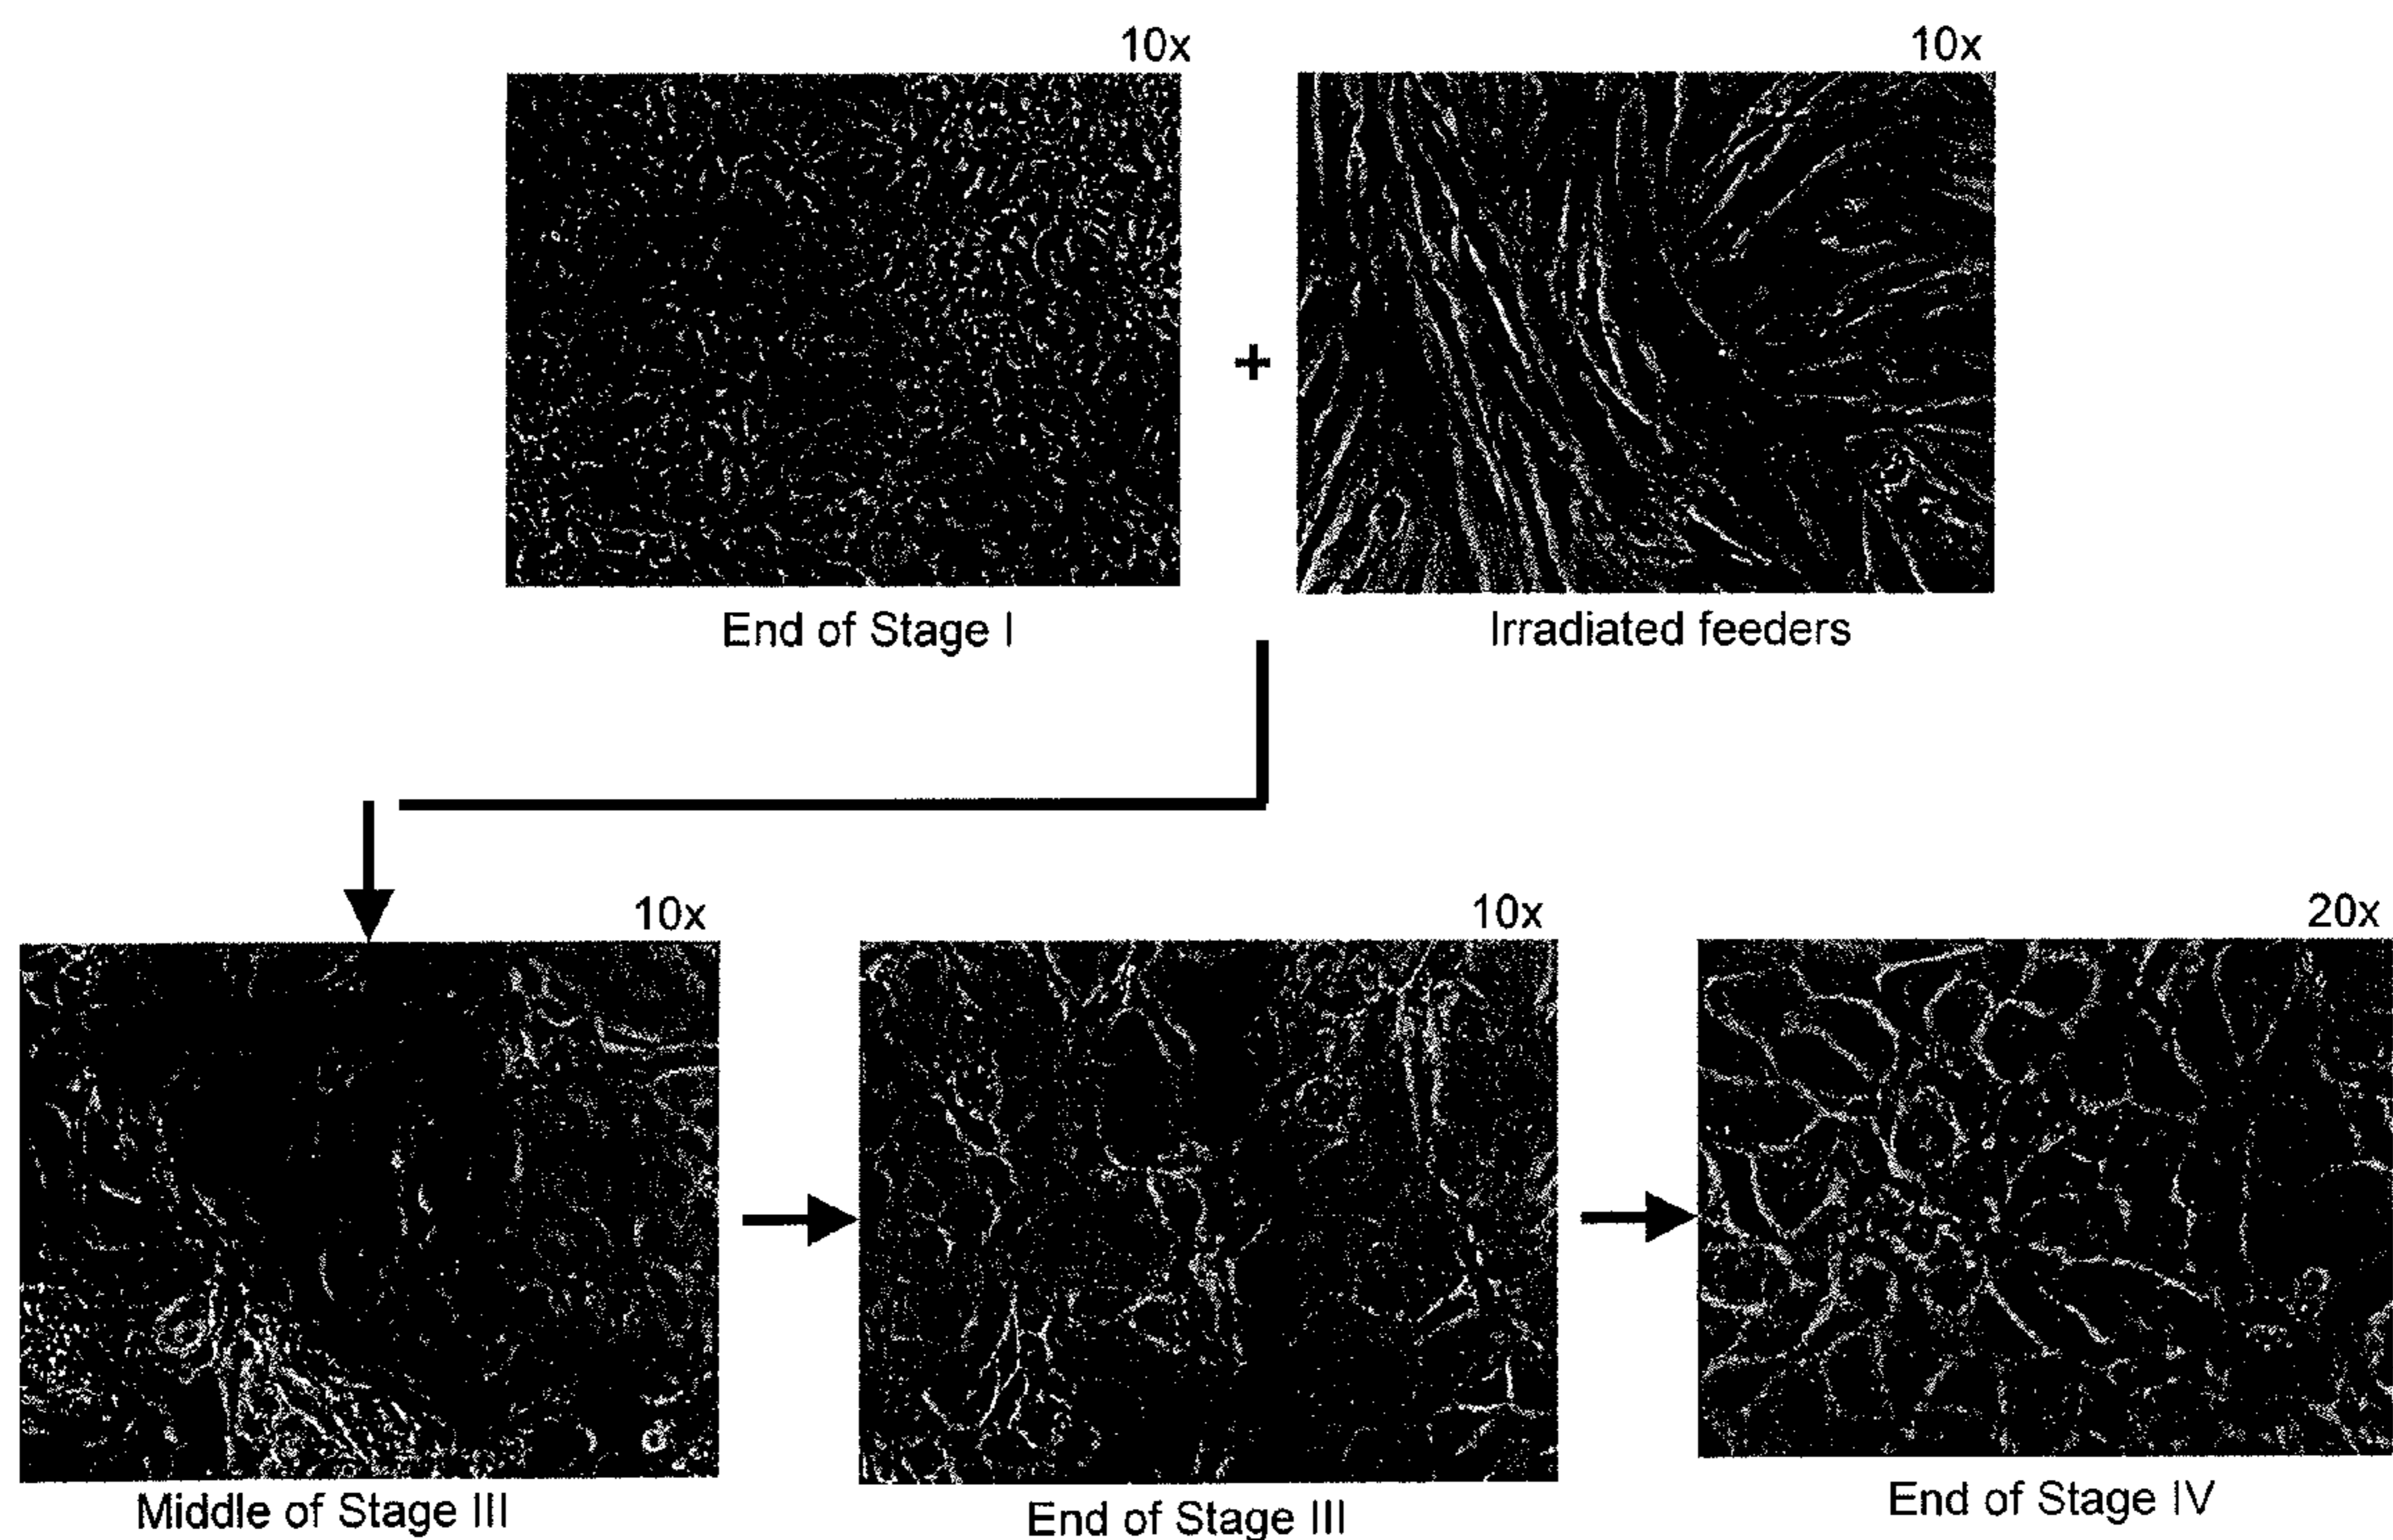 10x
10x
+
End of Stage I
Irradiated feeders
10x
10x
20x
Middle of Stage III
End of Stage III
End of Stage IV